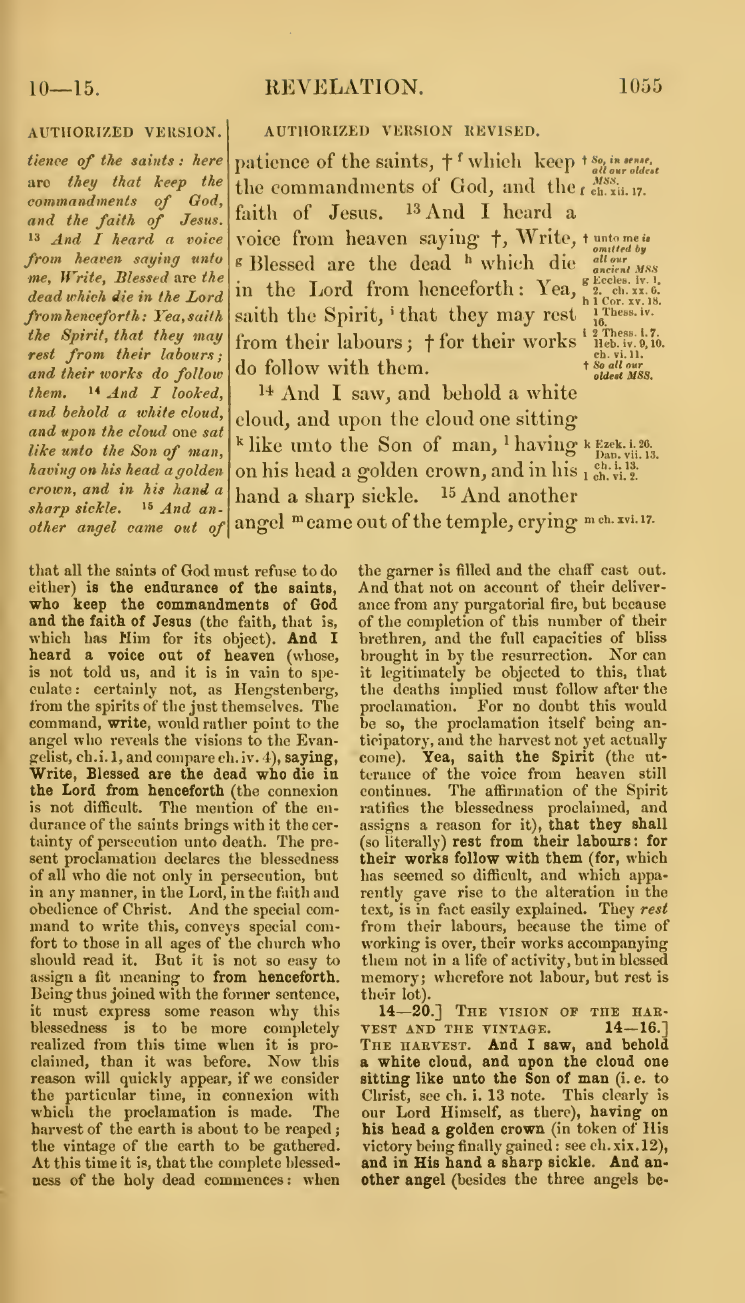 10—15.
REVELATION.
1055
AUTHORIZED VERSION.
tience of the saints: here
are they that keep the
commandments of God,
and the faith of Jesus.
13 And I heard a voice
from heaven saying unto
me, Write, Blessed are the
dead which die in the Lord
from henceforth: Yea, saith
the Spirit, that they may
rest from their labours;
and their works do follow
them. 14 And I looked,
and behold a white cloud,
and upon the cloud one sat
like unto the Son of man,
having on his head a golden
crown, and in his hand a
sharp sickle. 15 And an-
other angel came out of
AUTHORIZED VERSION REVISED.
patience of the saints, † f which keep
the commandments of God, and the
faith of Jesus. 13 And I heard a
voice from heaven saying †, Write,
g Blessed are the dead h which die
in the Lord from henceforth: Yea,
saith the Spirit, i that they may rest
from their labours; † for their works
do follow with them.
14 And I saw, and behold a white
cloud, and upon the cloud one sitting
k like unto the Son of man, l having
on his head a golden crown, and in his
hand a sharp sickle. 15 And another
angel m came out of the temple, crying
† So, in sense,
all our oldest
MSS.
f ch. xii. 17.
† unto me is
omitted by
all our
ancient MSS
g Eccles. iv. 1,
2. ch. xx. 6.
h 1 Cor. xv. 18.
1 Thess. iv.
16.
i 2 Thess. i. 7.
Heb. iv. 9, 10.
ch. vi. 11.
† So all our
oldest MSS.
k Ezek. i. 26.
Dan. vii. 13.
ch. i. 13.
l ch. vi. 2.
m ch. xvi. 17.
that all the saints of God must refuse to do
either) is the endurance of the saints,
who keep the commandments of God
and the faith of Jesus (the faith, that is,
which has Him for its object). And I
heard a voice out of heaven (whose,
is not told us, and it is in vain to spe-
culate: certainly not, as Hengstenberg,
from the spirits of the just themselves. The
command, write, would rather point to the
angel who reveals the visions to the Evan-
gelist, ch. i. 1, and compare ch. iv. 4), saying,
Write, Blessed are the dead who die in
the Lord from henceforth (the connexion
is not difficult. The mention of the en-
durance of the saints brings with it the cer-
tainty of persecution unto death. The pre-
sent proclamation declares the blessedness
of all who die not only in persecution, but
in any manner, in the Lord, in the faith and
obedience of Christ. And the special com-
mand to write this, conveys special com-
fort to those in all ages of the church who
should read it. But it is not so easy to
assign a fit meaning to from henceforth.
Being thus joined with the former sentence,
it must express some reason why this
blessedness is to be more completely
realized from this time when it is pro-
claimed, than it was before. Now this
reason will quickly appear, if we consider
the particular time, in connexion with
which the proclamation is made. The
harvest of the earth is about to be reaped;
the vintage of the earth to be gathered.
At this time it is, that the complete blessed-
ness of the holy dead commences: when
the garner is filled and the chaff cast out.
And that not on account of their deliver-
ance from any purgatorial fire, but because
of the completion of this number of their
brethren, and the full capacities of bliss
brought in by the resurrection. Nor can
it legitimately be objected to this, that
the deaths implied must follow after the
proclamation. For no doubt this would
be so, the proclamation itself being an-
ticipatory, and the harvest not yet actually
come). Yea, saith the Spirit (the ut-
terance of the voice from heaven still
continues. The affirmation of the Spirit
ratifies the blessedness proclaimed, and
assigns a reason for it), that they shall
(so literally) rest from their labours: for
their works follow with them (for, which
has seemed so difficult, and which appa-
rently gave rise to the alteration in the
text, is in fact easily explained. They rest
from their labours, because the time of
working is over, their works accompanying
them not in a life of activity, but in blessed
memory; wherefore not labour, but rest is
their lot).
14—20.] THE VISION OF THE HAR-
VEST AND THE VINTAGE. 14—16.]
THE HARVEST. And I saw, and behold
a white cloud, and upon the cloud one
sitting like unto the Son of man (i. e. to
Christ, see ch. i. 13 note. This clearly is
our Lord Himself, as there), having on
his head a golden crown (in token of His
victory being finally gained: see ch. xix. 12),
and in His hand a sharp sickle. And an-
other angel (besides the three angels be-